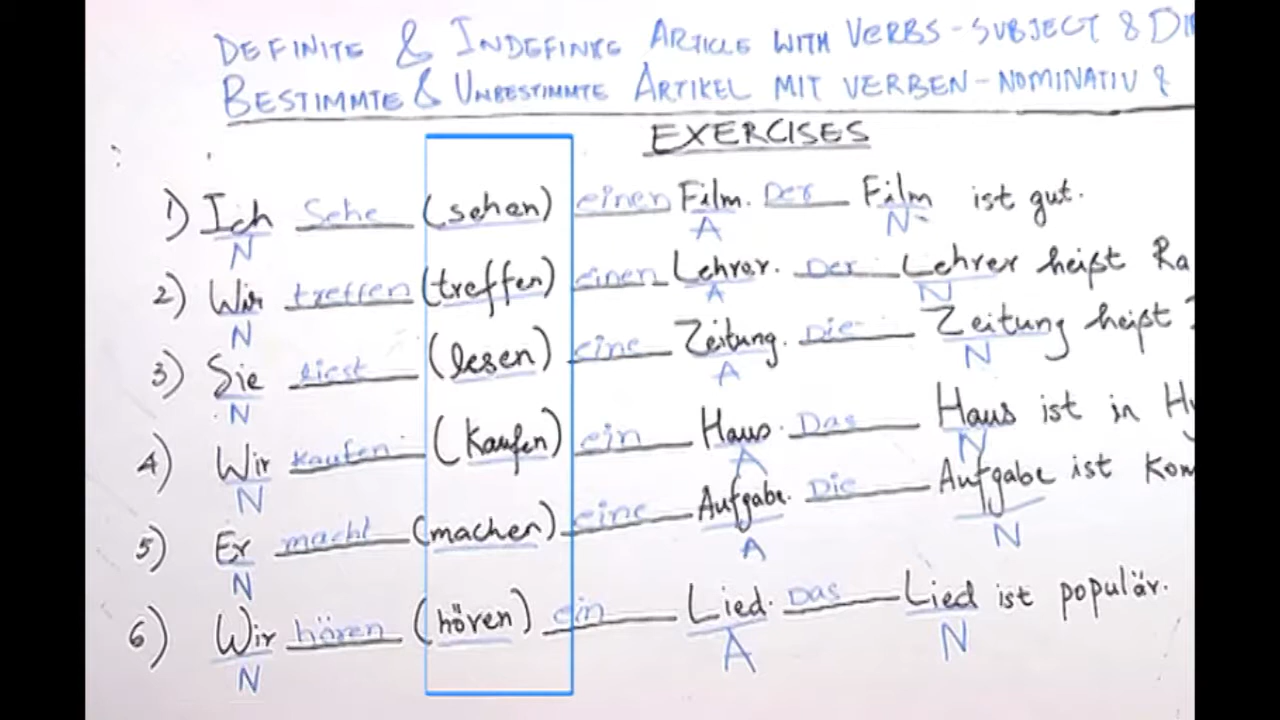 DEFINITE & INDEFINITE ARTICLE WITH VERBS-SUBJECT &
BESTIMMTE & UNBESTIMMTE ARTIKEL MIT VERBEN-NOMINATIV &
EXERCISES
1) Ich sehe (sehen) einen Film. Der Film ist gut.
N A N
2) Wir treffen (treffen) einen Lehrer. Der Lehrer heißt Ra
N A N
3) Sie liest (lesen) eine Zeitung. Die Zeitung heißt
N A N
4) Wir kaufen (kaufen) ein Haus. Das Haus ist in Hy
N A N
5) Er macht (machen) eine Aufgabe. Die Aufgabe ist kom
N A N
6) Wir hören (hören) ein Lied. Das Lied ist populär.
N A N